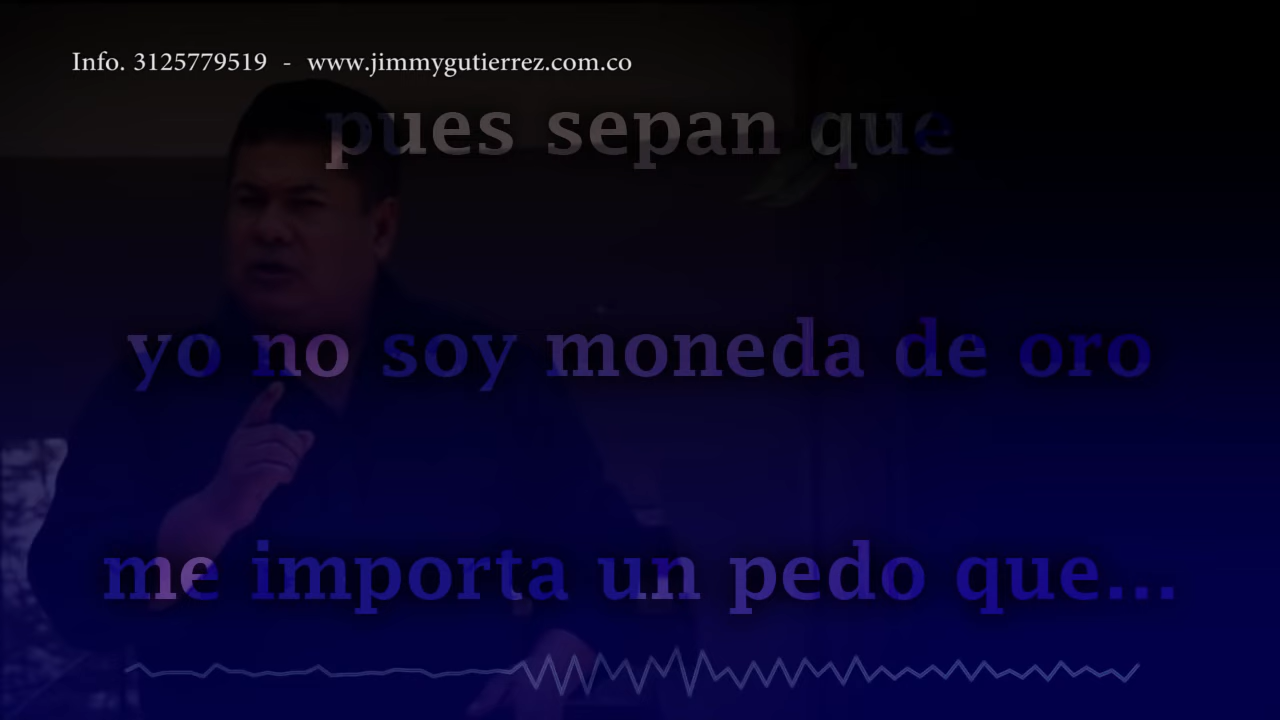 Info. 3125779519 - www.jimmygutierrez.com.co
pues sepan que
yo no soy moneda de oro
me importa un pedo que...